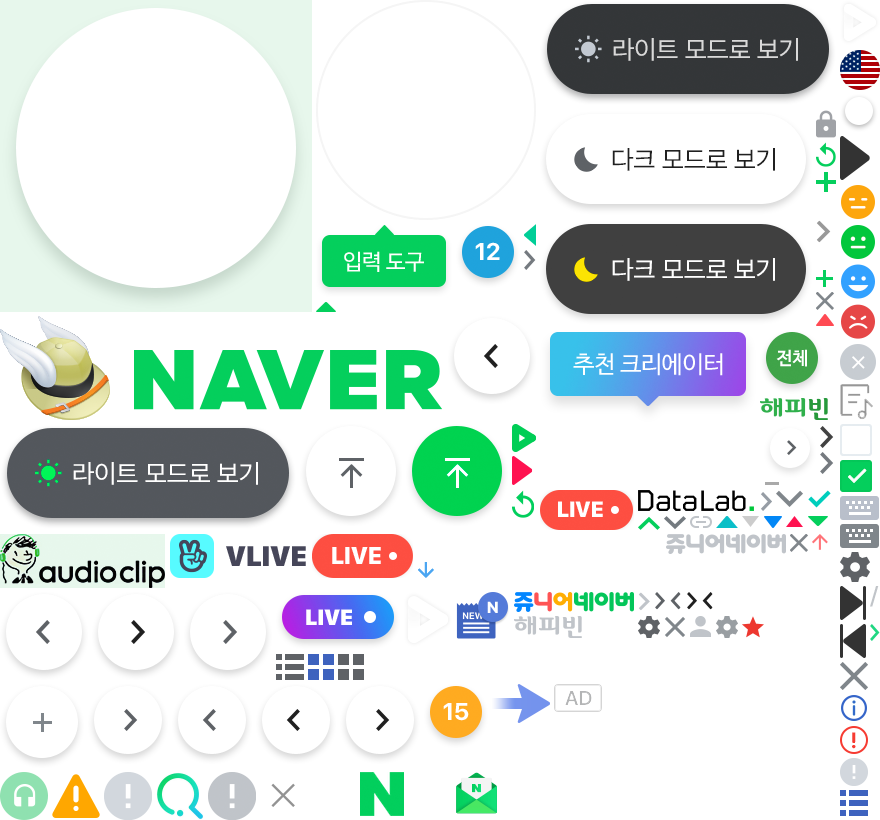 라이트 모드로 보기
다크 모드로 보기
입력 도구
12
다크 모드로 보기
NAVER
추천 크리에이터
전체
해피빈
라이트 모드로 보기
LIVE
DataLab.
쥬니어네이버
audioclip
VLIVE
LIVE
LIVE
NEWS
N
쥬니어네이버
해피빈
15
AD
N
N